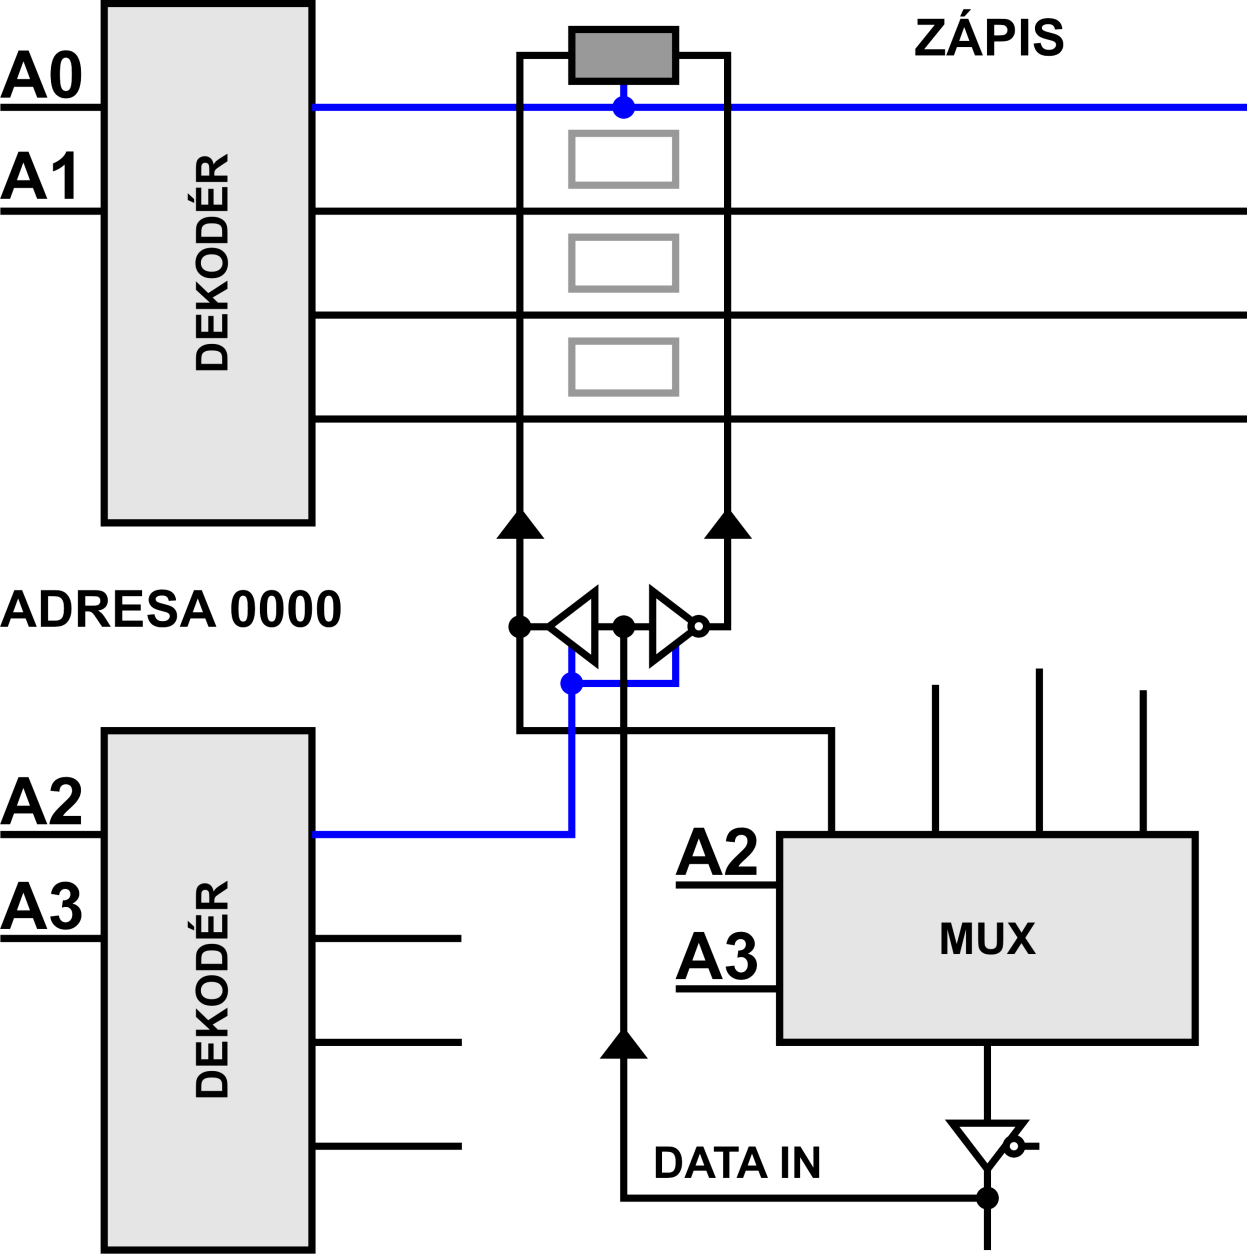 ZÁPIS
A0
A1
DEKODÉR
ADRESA 0000
A2
A3
DEKODÉR
A2
A3
MUX
DATA IN